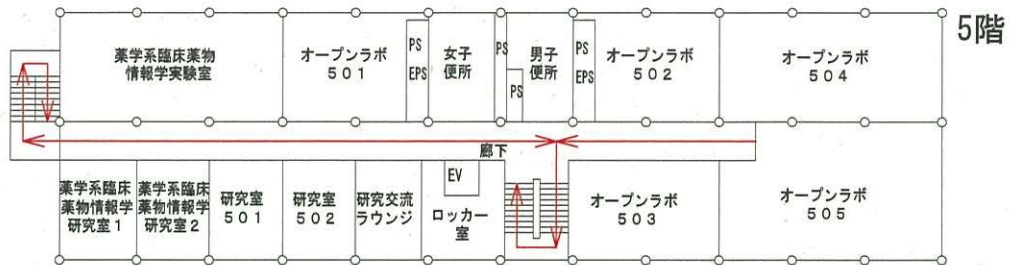 5階
薬学系臨床薬物
情報学実験室
オープンラボ
501
PS
EPS
女子
便所
PS
PS
男子
便所
PS
EPS
オープンラボ
502
オープンラボ
504
廊下
薬学系臨床
薬物情報学
研究室1
薬学系臨床
薬物情報学
研究室2
研究室
501
研究室
502
研究交流
ラウンジ
EV
ロッカー
室
オープンラボ
503
オープンラボ
505